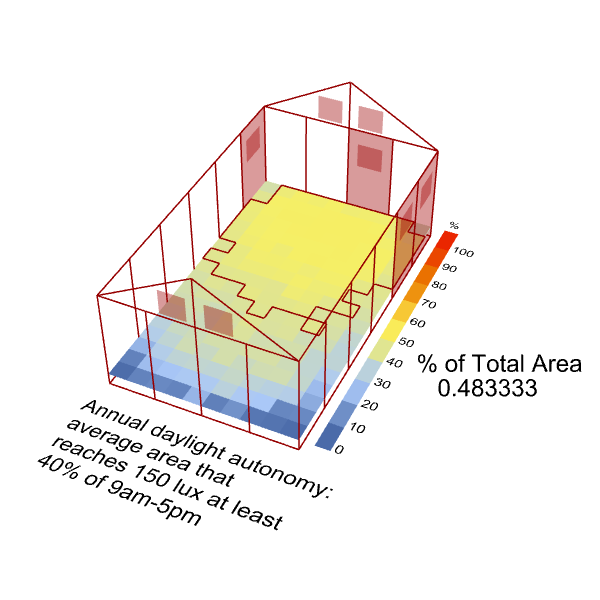 %
100
90
80
70
60
50
40
30
20
10
0
% of Total Area
0.483333
Annual daylight autonomy:
average area that
reaches 150 lux at least
40% of 9am-5pm